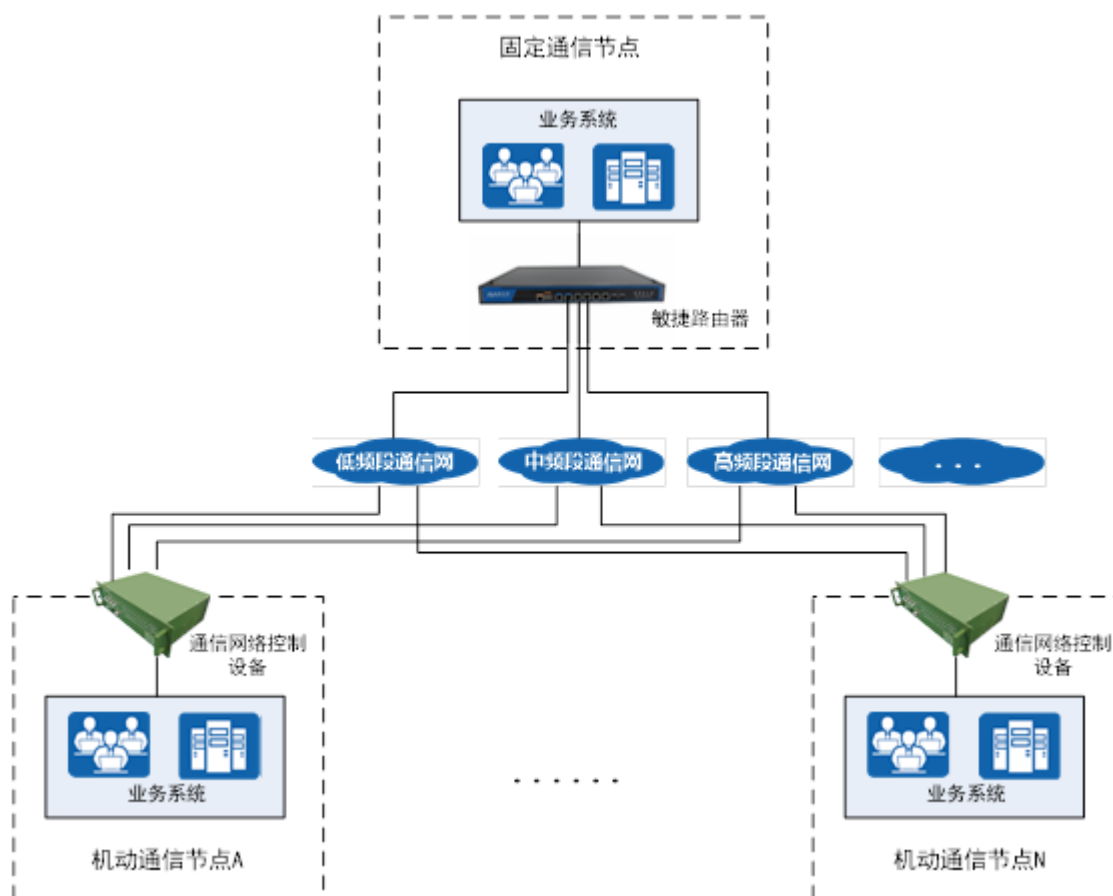 固定通信节点
业务系统
敏捷路由器
低频段通信网
中频段通信网
高频段通信网
...
通信网络控制
设备
通信网络控制
设备
业务系统
业务系统
......
机动通信节点A
机动通信节点N